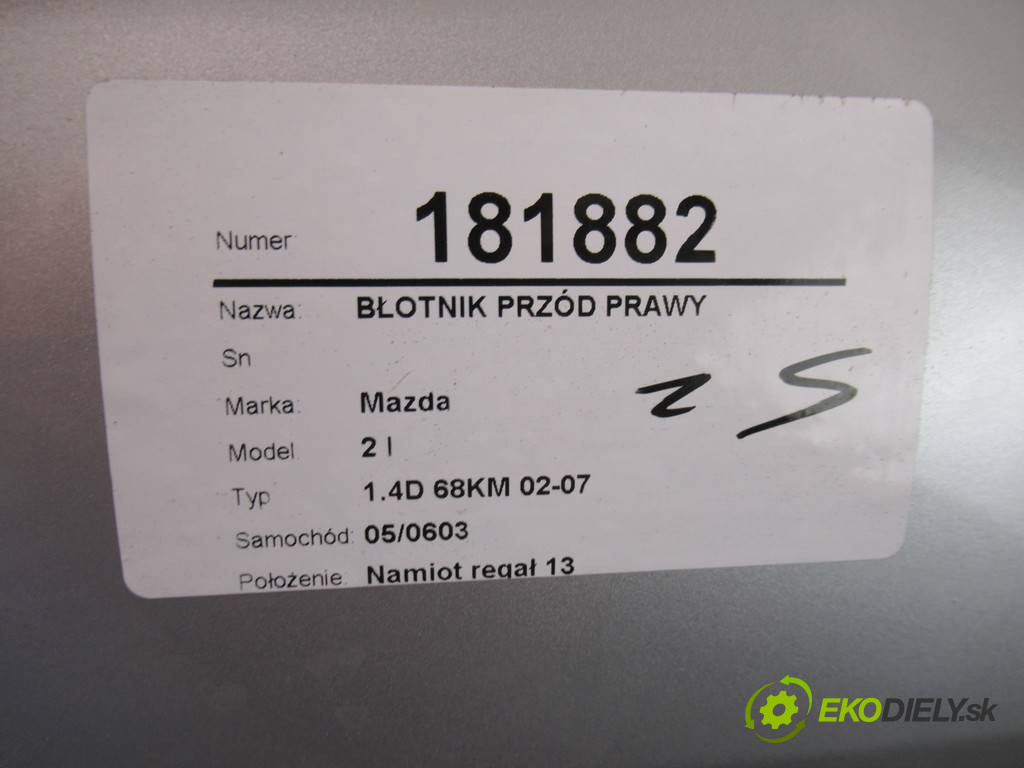 Numer 181882
Nazwa: BŁOTNIK PRZÓD PRAWY
Sn
Marka: Mazda
Model 2 I
Typ 1.4D 68KM 02-07
Samochód: 05/0603
Położenie: Namiot regał 13
EKODIELY.sk